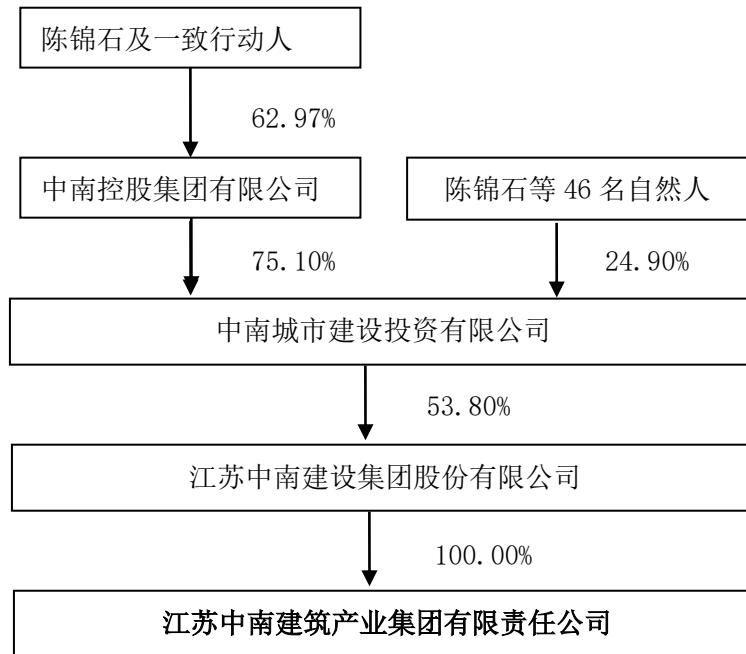 陈锦石及一致行动人
62.97%
中南控股集团有限公司
陈锦石等 46 名自然人
75.10%
24.90%
中南城市建设投资有限公司
53.80%
江苏中南建设集团股份有限公司
100.00%
江苏中南建筑产业集团有限责任公司